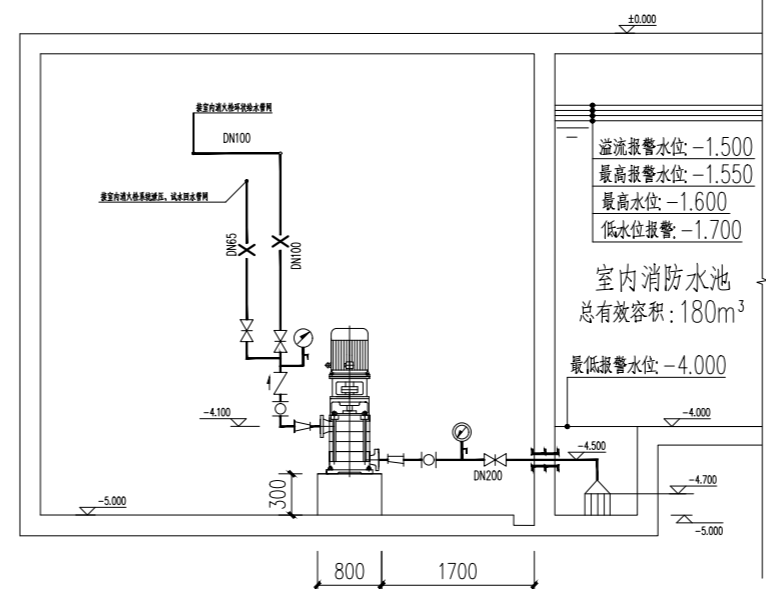 ±0.000
接室内消火栓环状给水管网
DN100
接室内消火栓系统泄压、试水回水管网
DN65
DN100
溢流报警水位: -1.500
最高报警水位: -1.550
最高水位: -1.600
低水位报警: -1.700
室内消防水池
总有效容积: 180m³
最低报警水位: -4.000
-4.100
-4.000
-4.500
DN200
-4.700
300
-5.000
-5.000
800
1700